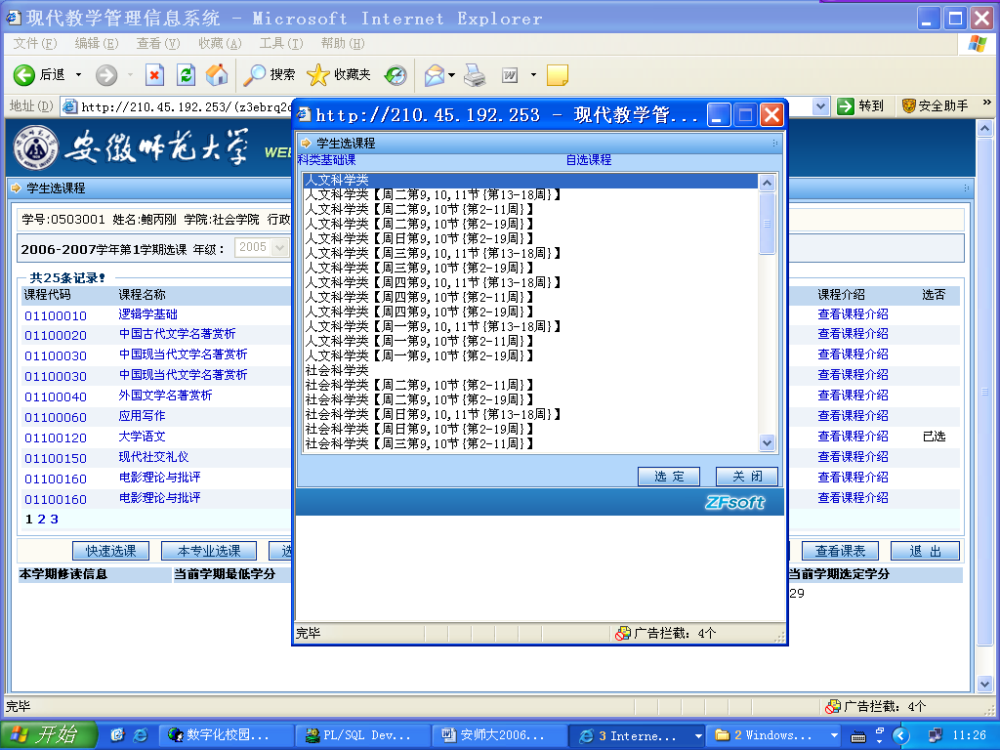 现代教学管理信息系统 - Microsoft Internet Explorer
文件(F) 编辑(E) 查看(V) 收藏(A) 工具(T) 帮助(H)
后退 搜索 收藏夹
地址(D) http://210.45.192.253/(z3ebrq2 转到 安全助手 »
http://210.45.192.253 - 现代教学管...
安徽师范大学 WE
学生选课程
学生选课程
科类基础课 自选课程
学号:0503001 姓名:鲍丙刚 学院:社会学院 行政
2006-2007学年第1学期选课 年级： 2005
共25条记录!
课程代码 课程名称 课程介绍 选否
01100010 逻辑学基础 查看课程介绍
01100020 中国古代文学名著赏析 查看课程介绍
01100030 中国现当代文学名著赏析 查看课程介绍
01100030 中国现当代文学名著赏析 查看课程介绍
01100040 外国文学名著赏析 查看课程介绍
01100060 应用写作 查看课程介绍
01100120 大学语文 查看课程介绍 已选
01100150 现代社交礼仪 查看课程介绍
01100160 电影理论与批评 查看课程介绍
01100160 电影理论与批评 查看课程介绍
1 2 3
人文科学类
人文科学类【周二第9,10,11节{第13-18周}】
人文科学类【周二第9,10节{第2-11周}】
人文科学类【周二第9,10节{第2-19周}】
人文科学类【周日第9,10节{第2-19周}】
人文科学类【周三第9,10,11节{第13-18周}】
人文科学类【周三第9,10节{第2-19周}】
人文科学类【周四第9,10,11节{第13-18周}】
人文科学类【周四第9,10节{第2-11周}】
人文科学类【周四第9,10节{第2-19周}】
人文科学类【周一第9,10,11节{第13-18周}】
人文科学类【周一第9,10节{第2-11周}】
人文科学类【周一第9,10节{第2-19周}】
社会科学类
社会科学类【周二第9,10节{第2-11周}】
社会科学类【周二第9,10节{第2-19周}】
社会科学类【周日第9,10,11节{第13-18周}】
社会科学类【周日第9,10节{第2-19周}】
社会科学类【周三第9,10节{第2-11周}】
选 定 关 闭
ZFsoft
快速选课 本专业选课 选 查看课表 退 出
本学期修读信息 当前学期最低学分 当前学期选定学分
29
完毕 广告拦截: 4个
完毕 广告拦截: 4个
开始 数字化校园... PL/SQL Dev... 安师大2006... 3 Interne... 2 Windows... 11:26